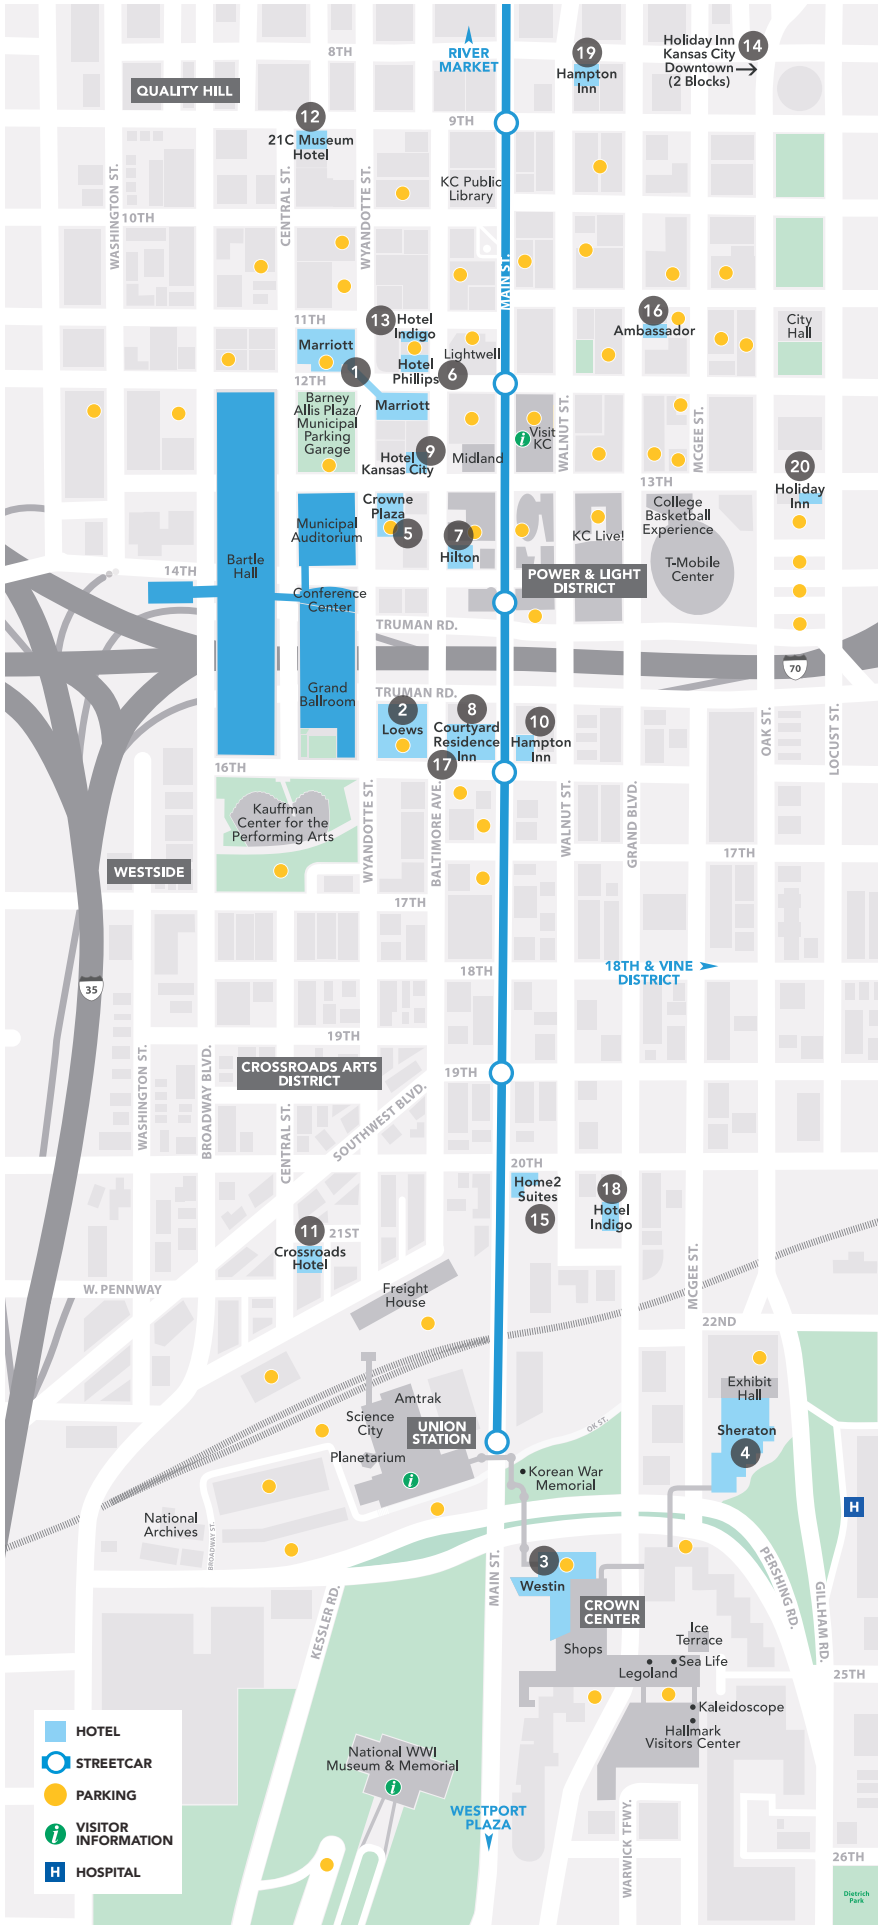 8TH
RIVER
MARKET
19
Hampton
Inn
Holiday Inn
Kansas City
Downtown
(2 Blocks)
14
QUALITY HILL
12
21C Museum
Hotel
9TH
KC Public
Library
WASHINGTON ST.
CENTRAL ST.
WYANDOTTE ST.
10TH
MAIN ST.
11TH
13
Hotel
Indigo
16
Ambassador
City
Hall
Marriott
Lightwell
1
Hotel
Phillips
6
12TH
Barney
Allis Plaza/
Municipal
Parking
Garage
Marriott
Visit
KC
WALNUT ST.
MCGEE ST.
9
Hotel
Kansas City
Midland
13TH
20
Holiday
Inn
Crowne
Plaza
5
Municipal
Auditorium
7
Hilton
KC Live!
College
Basketball
Experience
T-Mobile
Center
Bartle
Hall
14TH
POWER & LIGHT
DISTRICT
Conference
Center
TRUMAN RD.
70
Grand
Ballroom
TRUMAN RD.
2
Loews
8
Courtyard
Residence
Inn
17
10
Hampton
Inn
OAK ST.
LOCUST ST.
16TH
Kauffman
Center for the
Performing Arts
WYANDOTTE ST.
BALTIMORE AVE.
WALNUT ST.
GRAND BLVD.
17TH
WESTSIDE
17TH
18TH
18TH & VINE
DISTRICT
35
19TH
CROSSROADS ARTS
DISTRICT
19TH
WASHINGTON ST.
BROADWAY BLVD.
CENTRAL ST.
SOUTHWEST BLVD.
20TH
Home2
Suites
15
18
Hotel
Indigo
11
Crossroads
Hotel
21ST
W. PENNWAY
MCGEE ST.
Freight
House
22ND
Exhibit
Hall
Amtrak
Science
City
UNION
STATION
OK ST.
Sheraton
4
Planetarium
Korean War
Memorial
National
Archives
BROADWAY ST.
H
3
Westin
MAIN ST.
KESSLER RD.
PERSHING RD.
GILLHAM RD.
CROWN
CENTER
Ice
Terrace
Shops
Sea Life
Legoland
25TH
Kaleidoscope
Hallmark
Visitors Center
National WWI
Museum & Memorial
WESTPORT
PLAZA
WARWICK TFWY.
26TH
Dietrich
Park
HOTEL
STREETCAR
PARKING
VISITOR
INFORMATION
H HOSPITAL